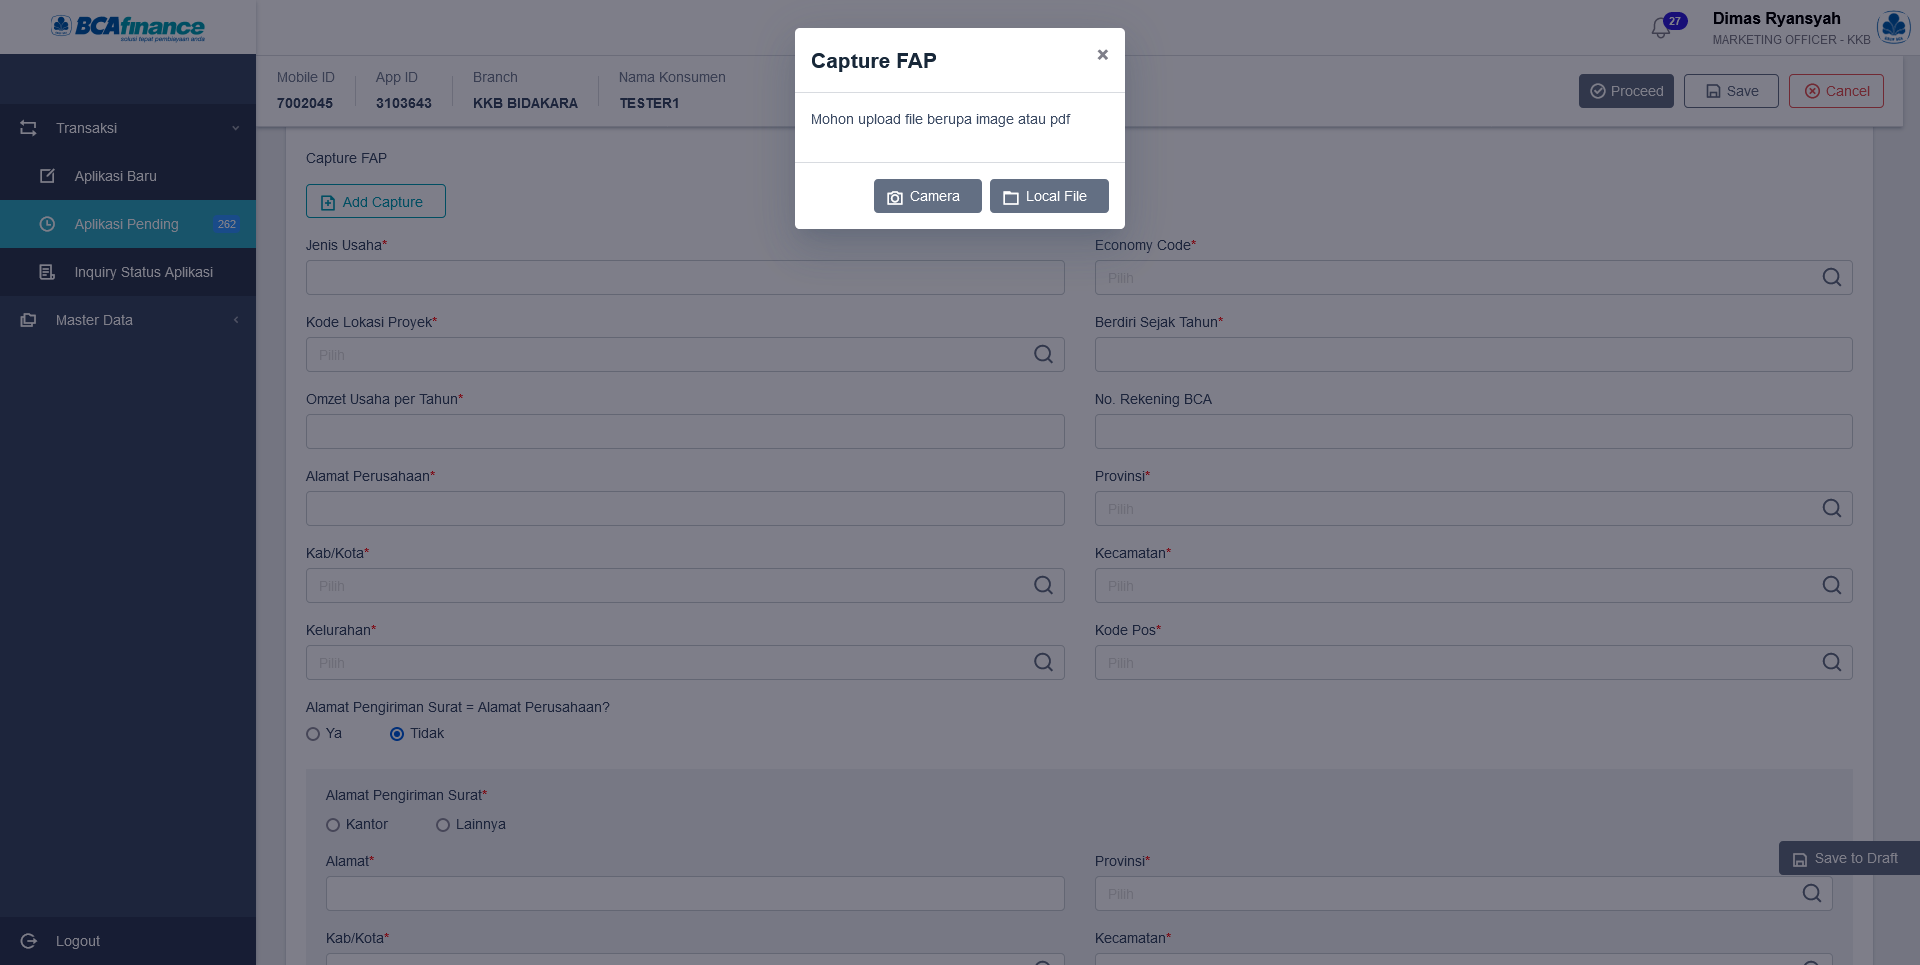 BCAfinance
solusi tepat pembiayaan anda
27
Dimas Ryansyah
MARKETING OFFICER - KKB
Capture FAP
×
Mohon upload file berupa image atau pdf
Camera
Local File
Mobile ID
7002045
App ID
3103643
Branch
KKB BIDAKARA
Nama Konsumen
TESTER1
Proceed
Save
Cancel
Transaksi
Aplikasi Baru
Aplikasi Pending
262
Inquiry Status Aplikasi
Master Data
Logout
Capture FAP
Add Capture
Jenis Usaha*
Economy Code*
Pilih
Kode Lokasi Proyek*
Berdiri Sejak Tahun*
Pilih
Omzet Usaha per Tahun*
No. Rekening BCA
Alamat Perusahaan*
Provinsi*
Pilih
Kab/Kota*
Kecamatan*
Pilih
Pilih
Kelurahan*
Kode Pos*
Pilih
Pilih
Alamat Pengiriman Surat = Alamat Perusahaan?
Ya
Tidak
Alamat Pengiriman Surat*
Kantor
Lainnya
Alamat*
Provinsi*
Pilih
Save to Draft
Kab/Kota*
Kecamatan*